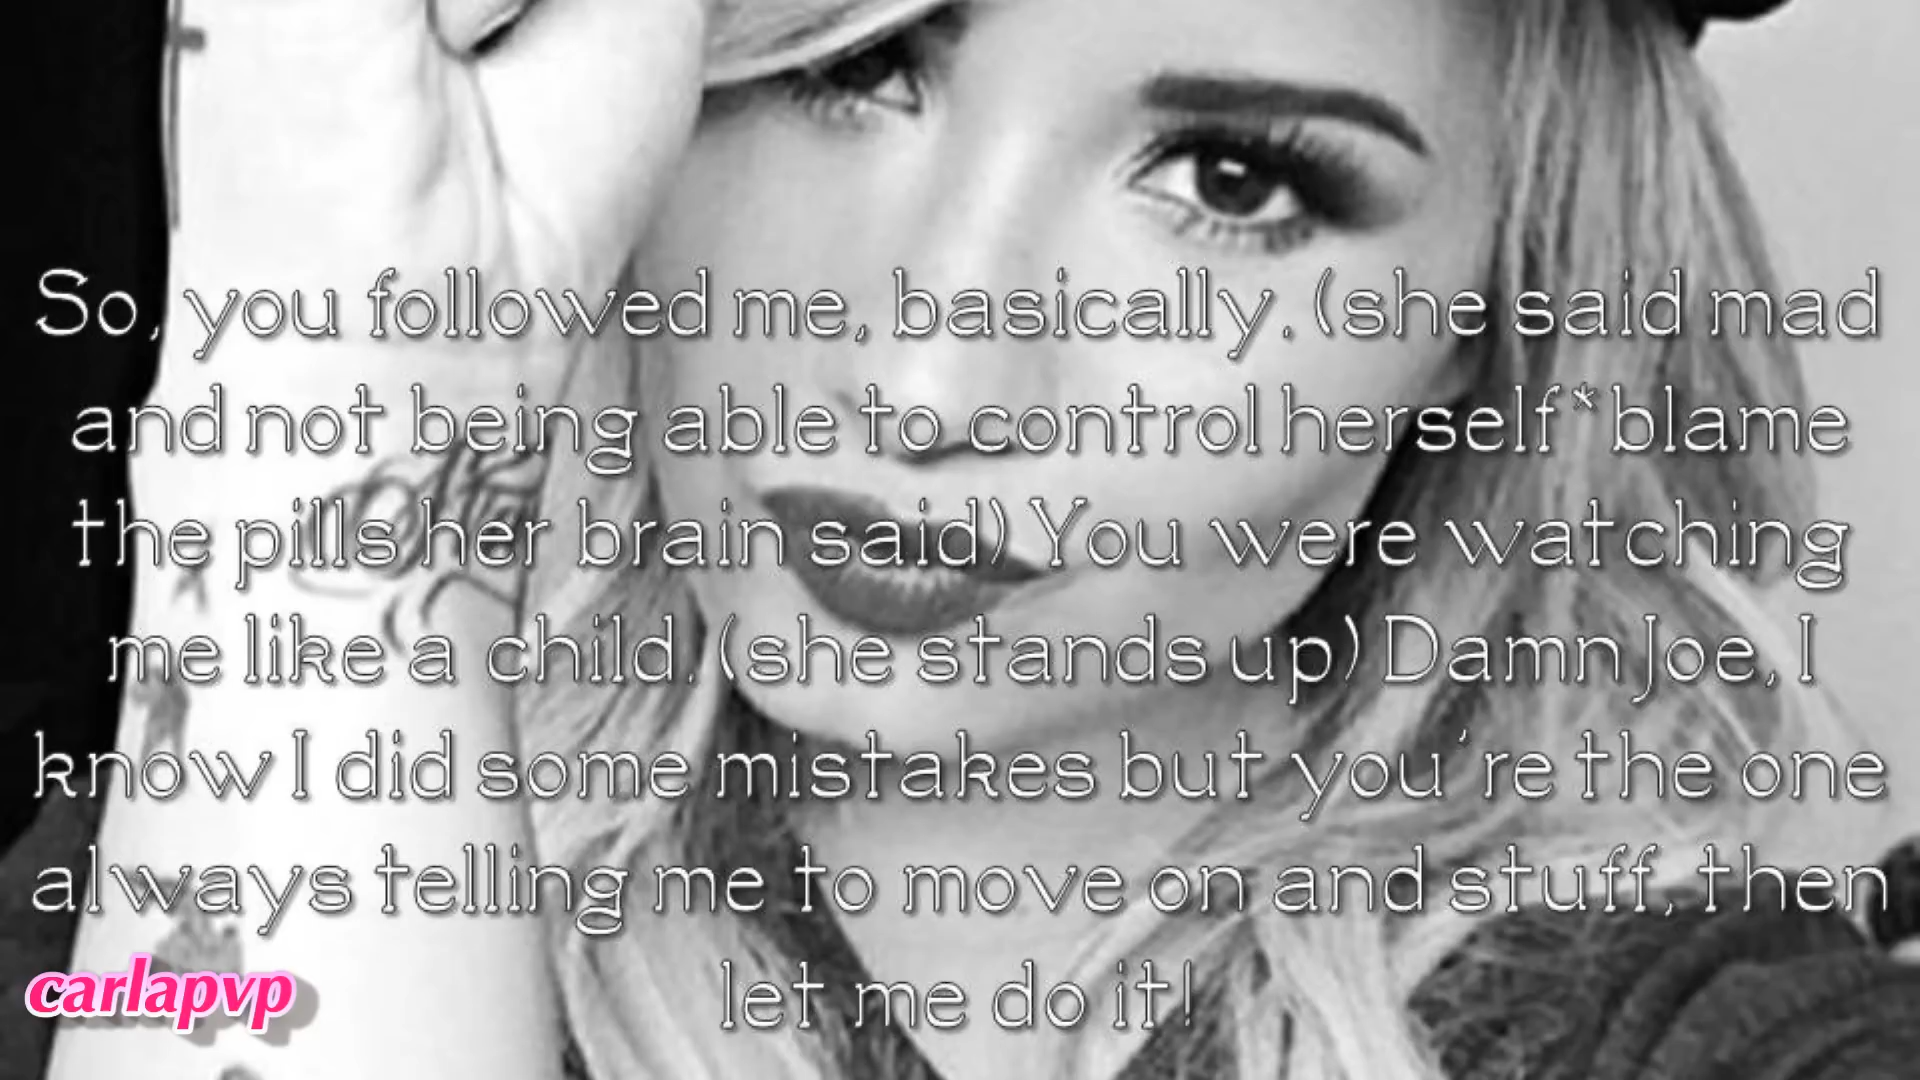 So, you followed me, basically. (she said mad
and not being able to control herself*blame
the pills her brain said) You were watching
me like a child. (she stands up) Damn Joe, I
know I did some mistakes but you're the one
always telling me to move on and stuff, then
let me do it!
carlapvp